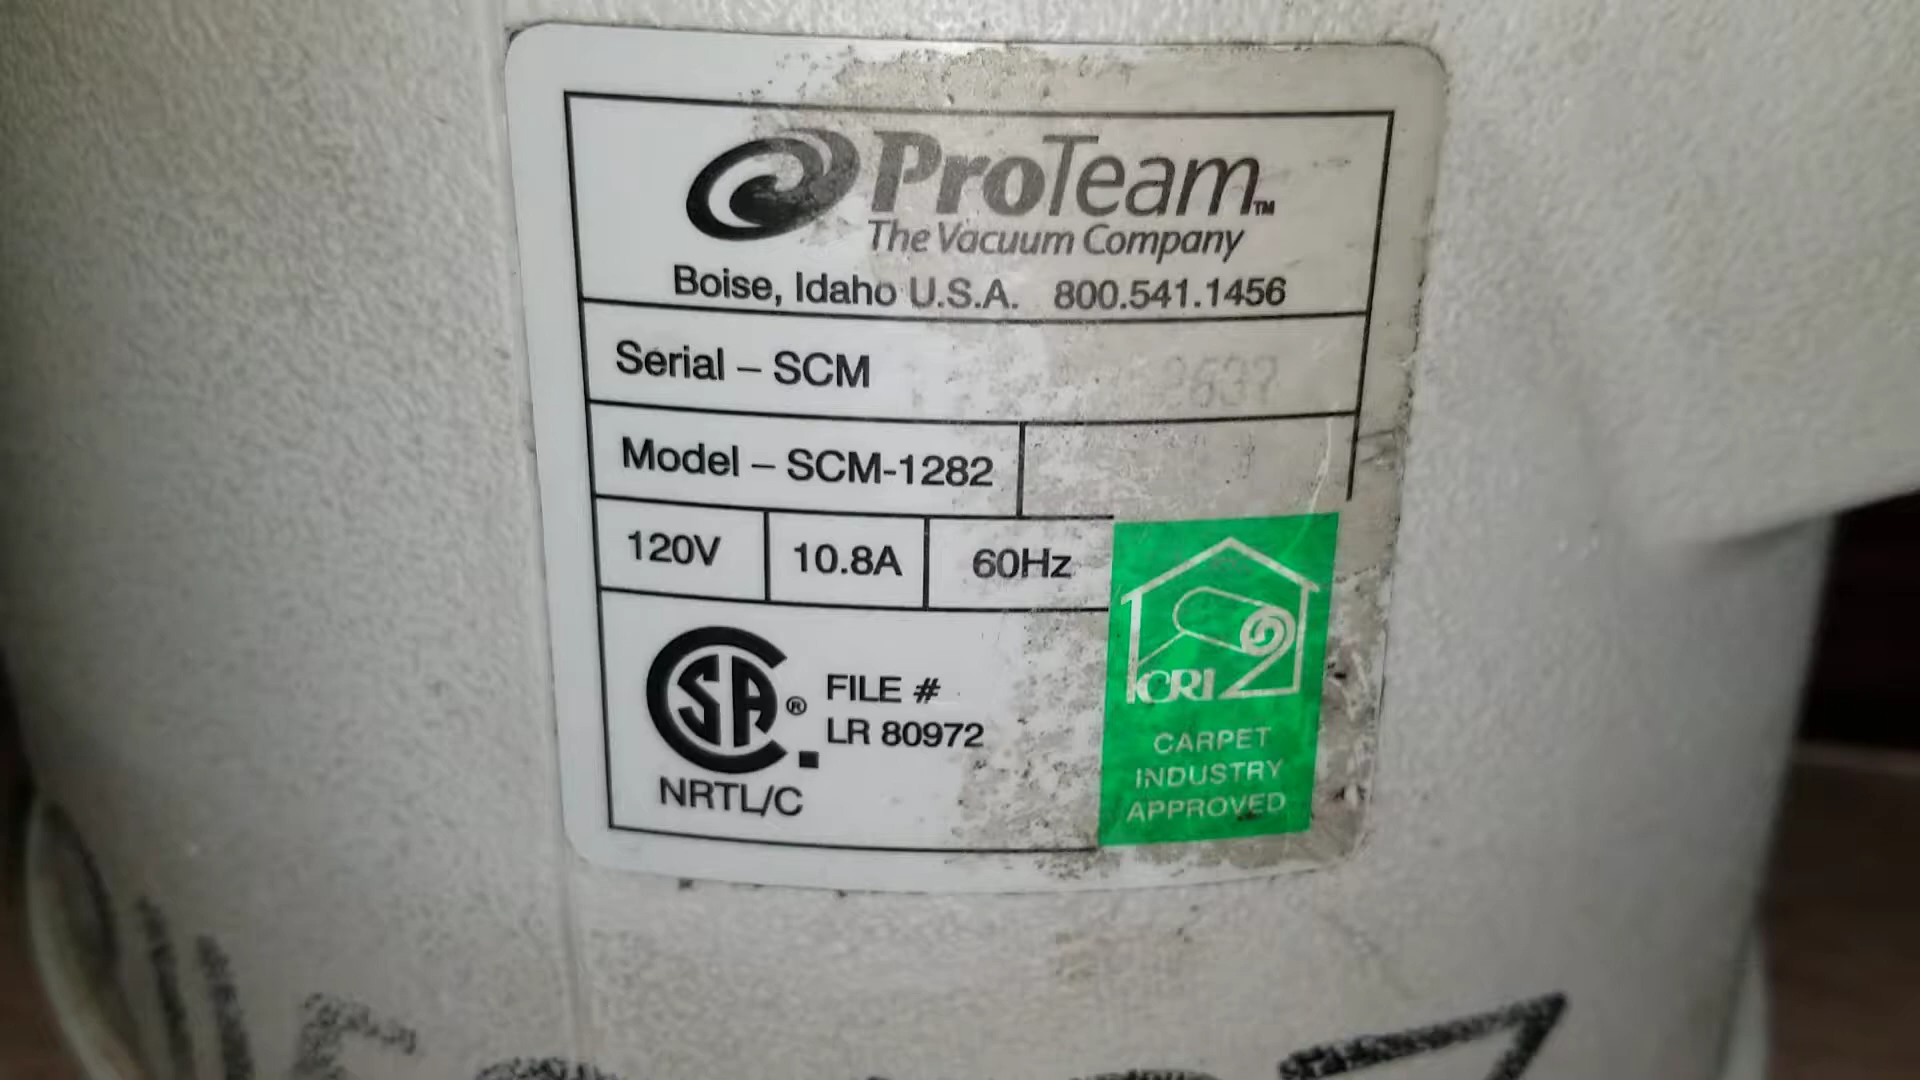 ProTeam™
The Vacuum Company
Boise, Idaho U.S.A. 800.541.1456
Serial – SCM
Model – SCM-1282
120V 10.8A 60Hz
SA® FILE #
LR 80972
NRTL/C
CRI
CARPET
INDUSTRY
APPROVED